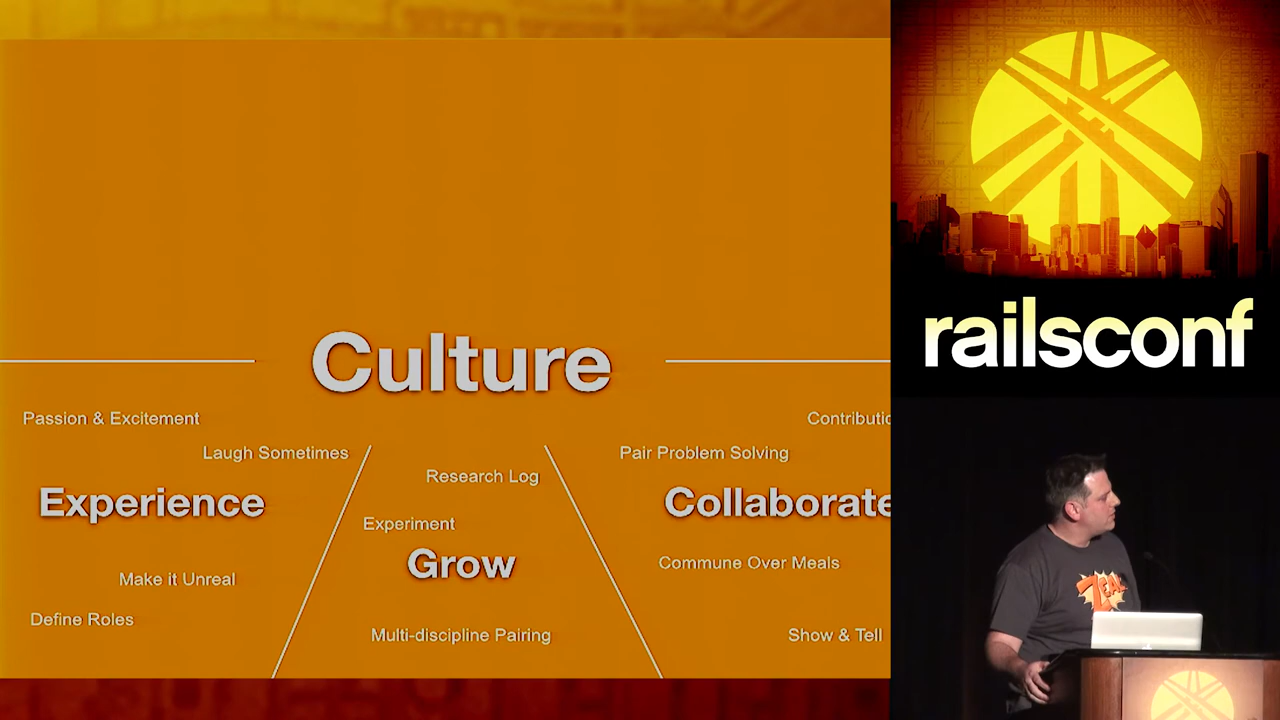 Culture
Passion & Excitement
Laugh Sometimes
Experience
Make it Unreal
Define Roles
Research Log
Experiment
Grow
Multi-discipline Pairing
Pair Problem Solving
Collaborate
Commune Over Meals
Show & Tell
railsconf
ZEAL